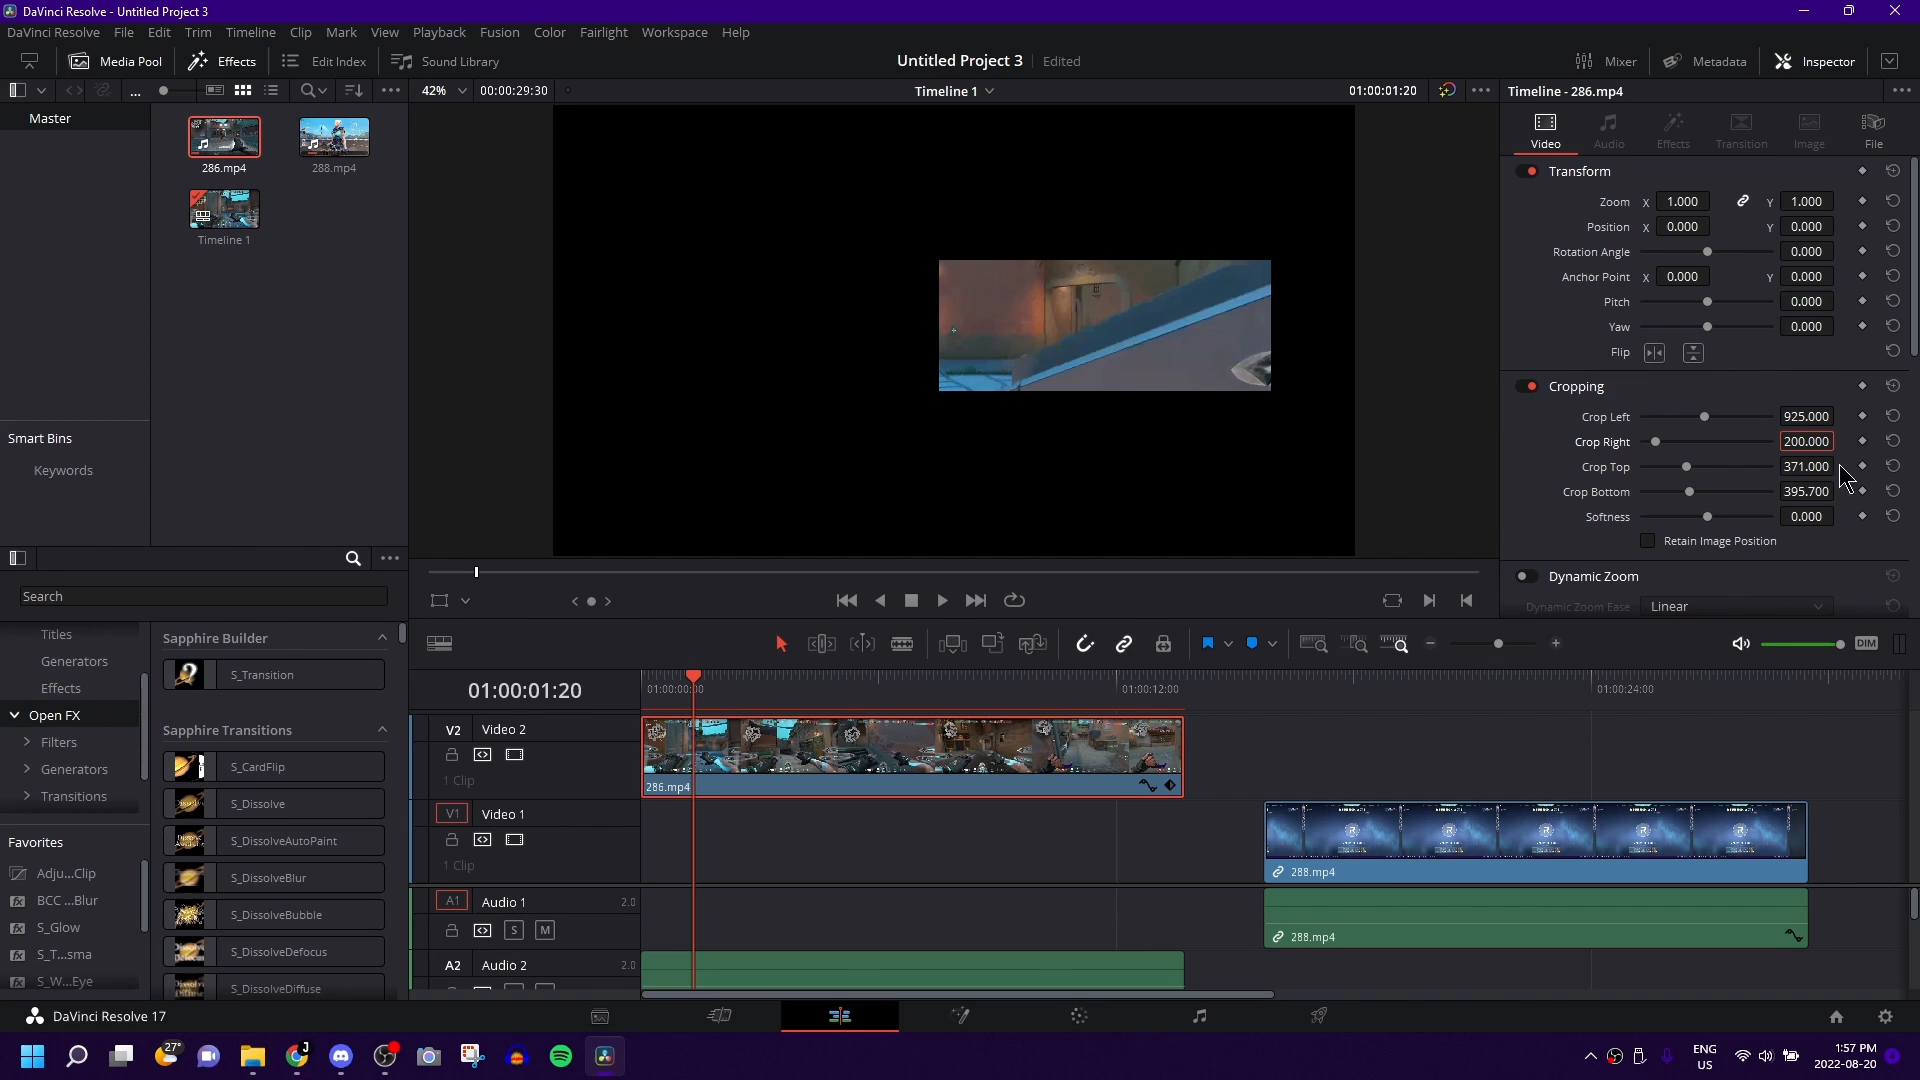 DaVinci Resolve - Untitled Project 3
DaVinci Resolve File Edit Trim Timeline Clip Mark View Playback Fusion Color Fairlight Workspace Help
Media Pool Effects Edit Index Sound Library Untitled Project 3 Edited Mixer Metadata Inspector
... 42% 00:00:29:30 Timeline 1 01:00:01:20 Timeline - 286.mp4
Master
286.mp4 288.mp4
Timeline 1
Smart Bins
Keywords
Video Audio Effects Transition Image File
Transform
Zoom X 1.000 Y 1.000
Position X 0.000 Y 0.000
Rotation Angle 0.000
Anchor Point X 0.000 Y 0.000
Pitch 0.000
Yaw 0.000
Flip
Cropping
Crop Left 925.000
Crop Right 200.000
Crop Top 371.000
Crop Bottom 395.700
Softness 0.000
Retain Image Position
Dynamic Zoom
Dynamic Zoom Ease Linear
Search
Titles
Generators
Effects
Open FX
Filters
Generators
Transitions
Favorites
Adju...Clip
BCC ...Blur
S_Glow
S_T...sma
S_W...Eye
Sapphire Builder
S_Transition
Sapphire Transitions
S_CardFlip
S_Dissolve
S_DissolveAutoPaint
S_DissolveBlur
S_DissolveBubble
S_DissolveDefocus
S_DissolveDiffuse
DIM
01:00:01:20 01:00:00:00 01:00:12:00 01:00:24:00
V2 Video 2
1 Clip
286.mp4
V1 Video 1
1 Clip
288.mp4
A1 Audio 1 2.0
S M
288.mp4
A2 Audio 2 2.0
DaVinci Resolve 17
27°
J
ENG
US
1:57 PM
2022-08-20